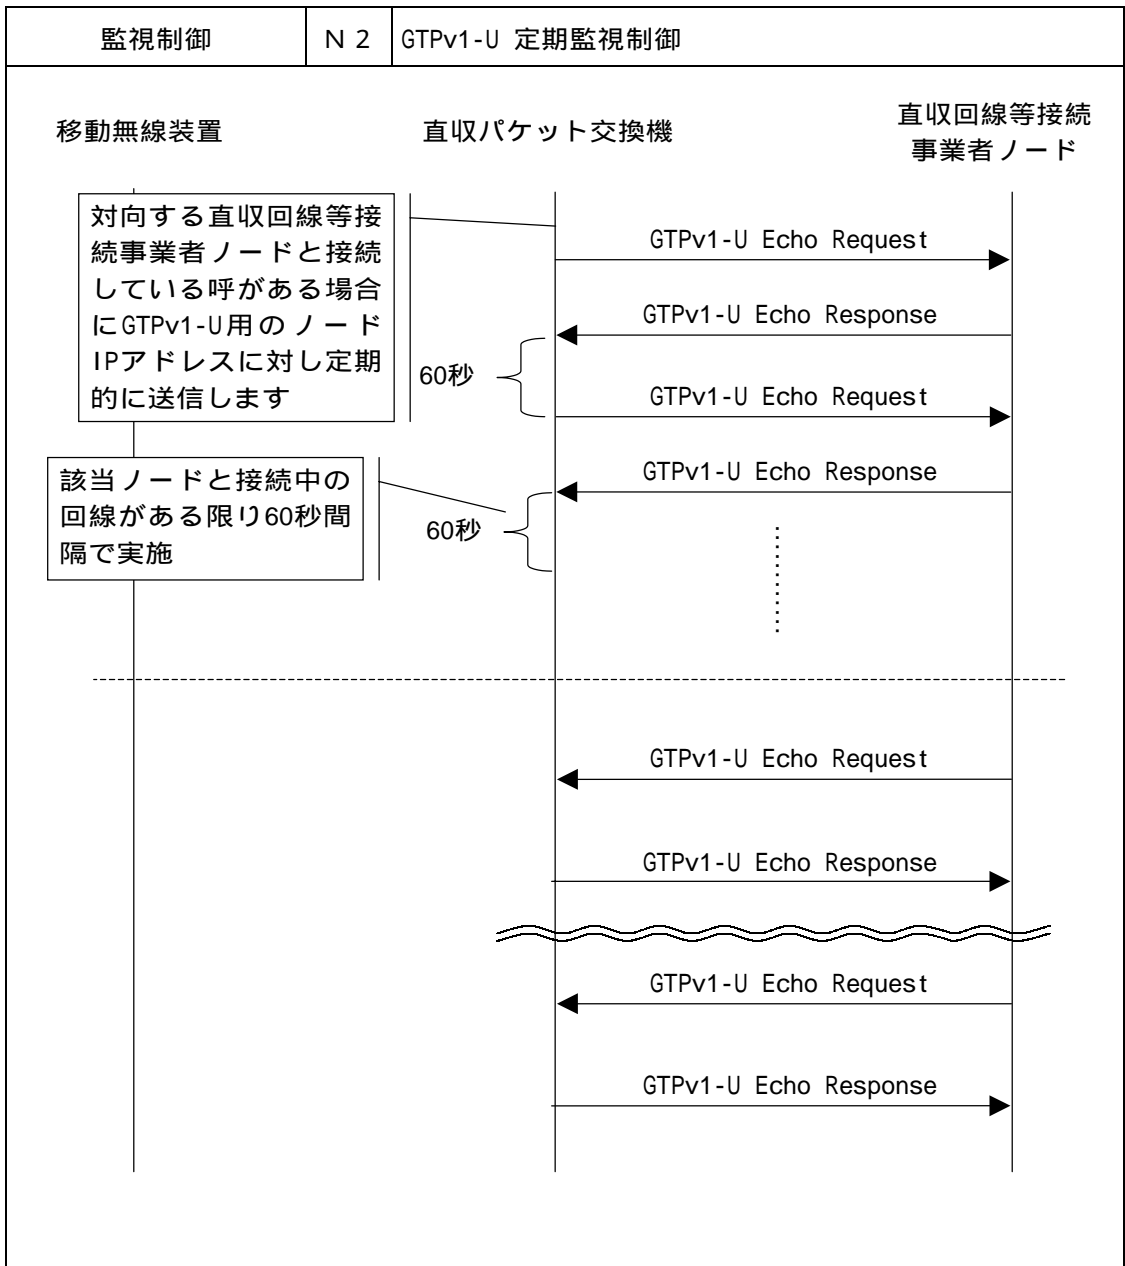 監視制御
N2
GTPv1-U 定期監視制御
移動無線装置
直収パケット交換機
直収回線等接続
事業者ノード
対向する直収回線等接
続事業者ノードと接続
している呼がある場合
にGTPv1-U用のノード
IPアドレスに対し定期
的に送信します
GTPv1-U Echo Request
GTPv1-U Echo Response
60秒
GTPv1-U Echo Request
該当ノードと接続中の
回線がある限り60秒間
隔で実施
GTPv1-U Echo Response
60秒
GTPv1-U Echo Request
GTPv1-U Echo Response
GTPv1-U Echo Request
GTPv1-U Echo Response